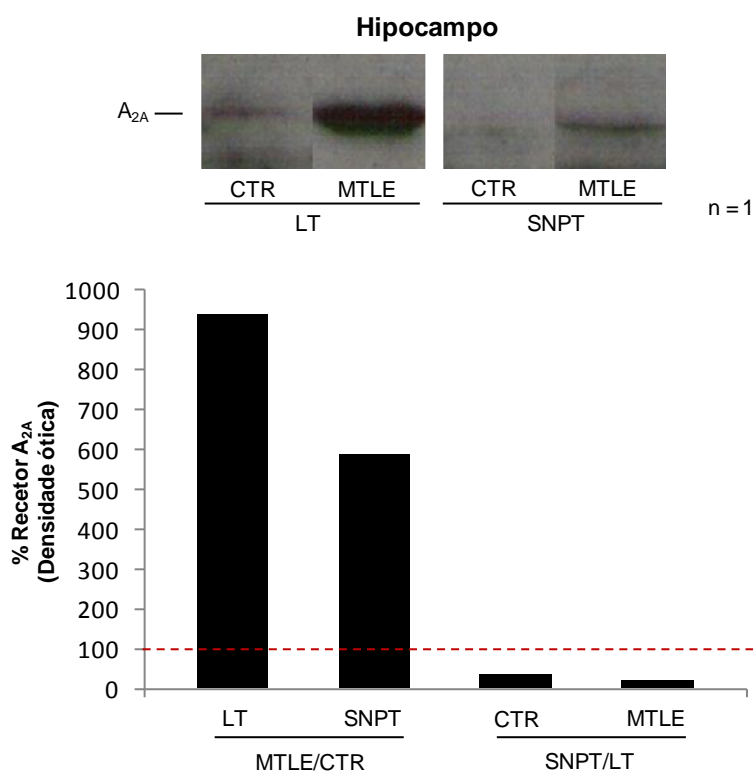 Hipocampo
A2A
CTR MTLE CTR MTLE
LT SNPT
n = 1
% Recetor A2A
(Densidade ótica)
1000
900
800
700
600
500
400
300
200
100
0
LT SNPT CTR MTLE
MTLE/CTR SNPT/LT